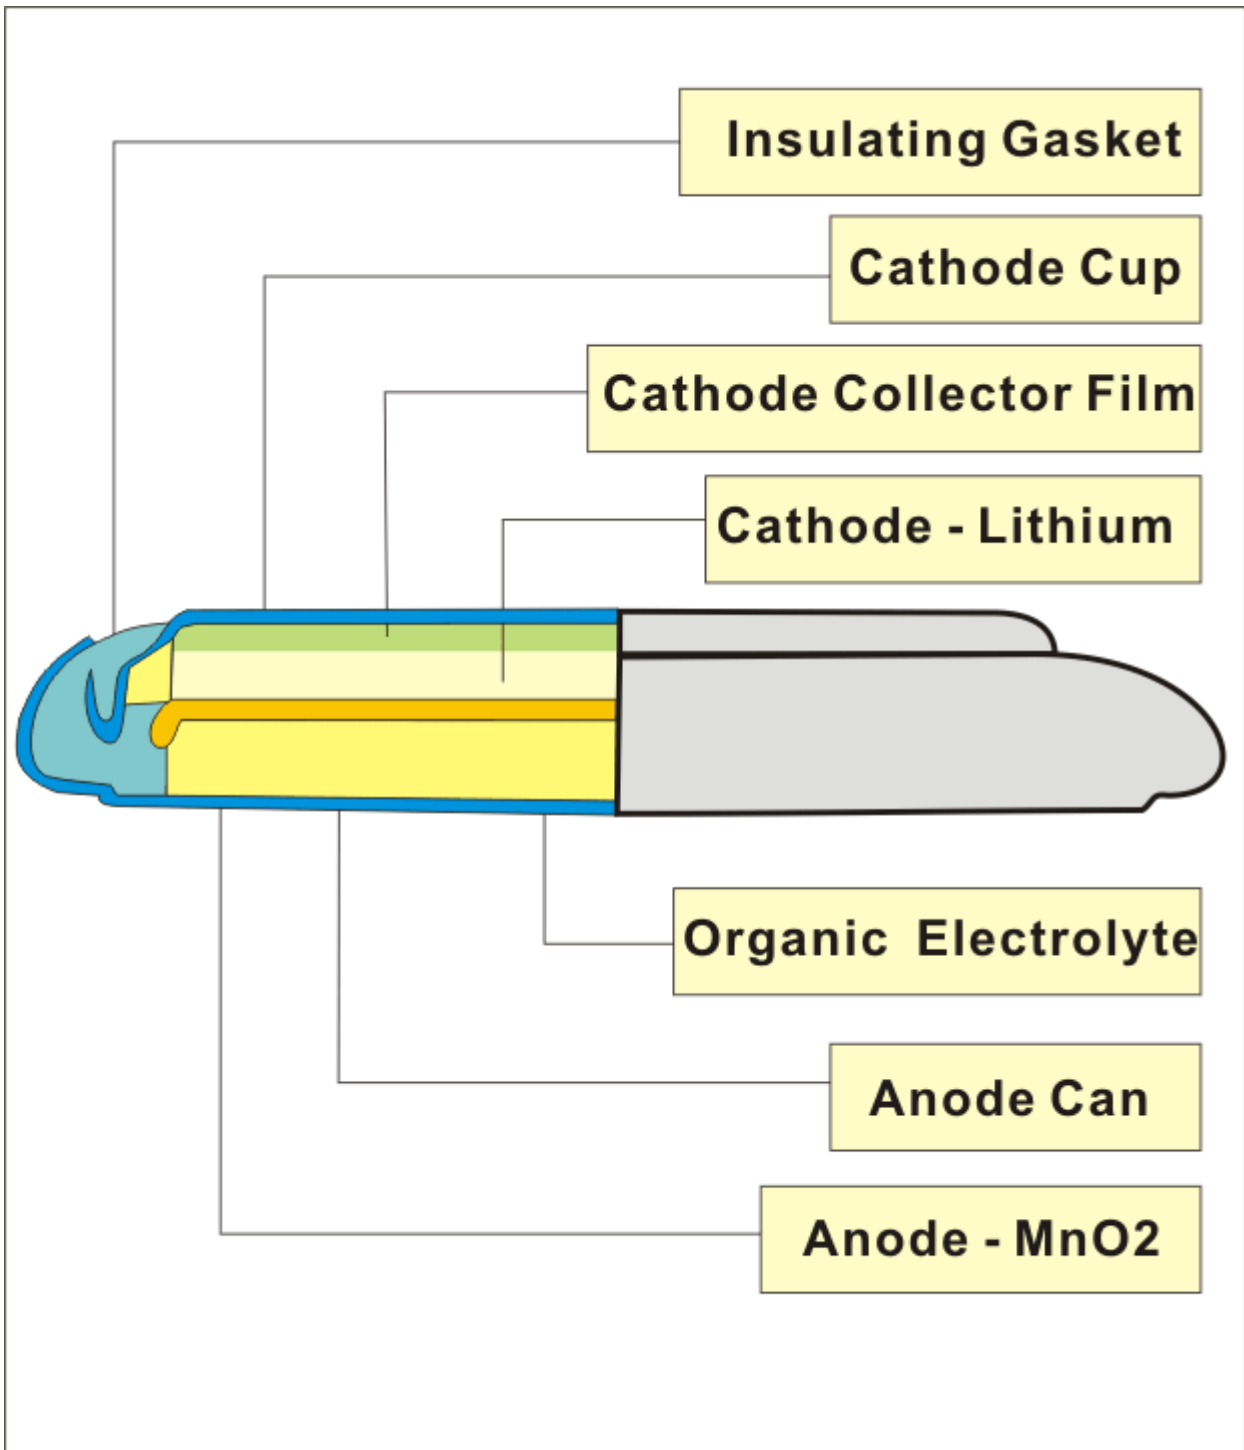 Insulating Gasket
Cathode Cup
Cathode Collector Film
Cathode - Lithium
Organic Electrolyte
Anode Can
Anode - MnO2